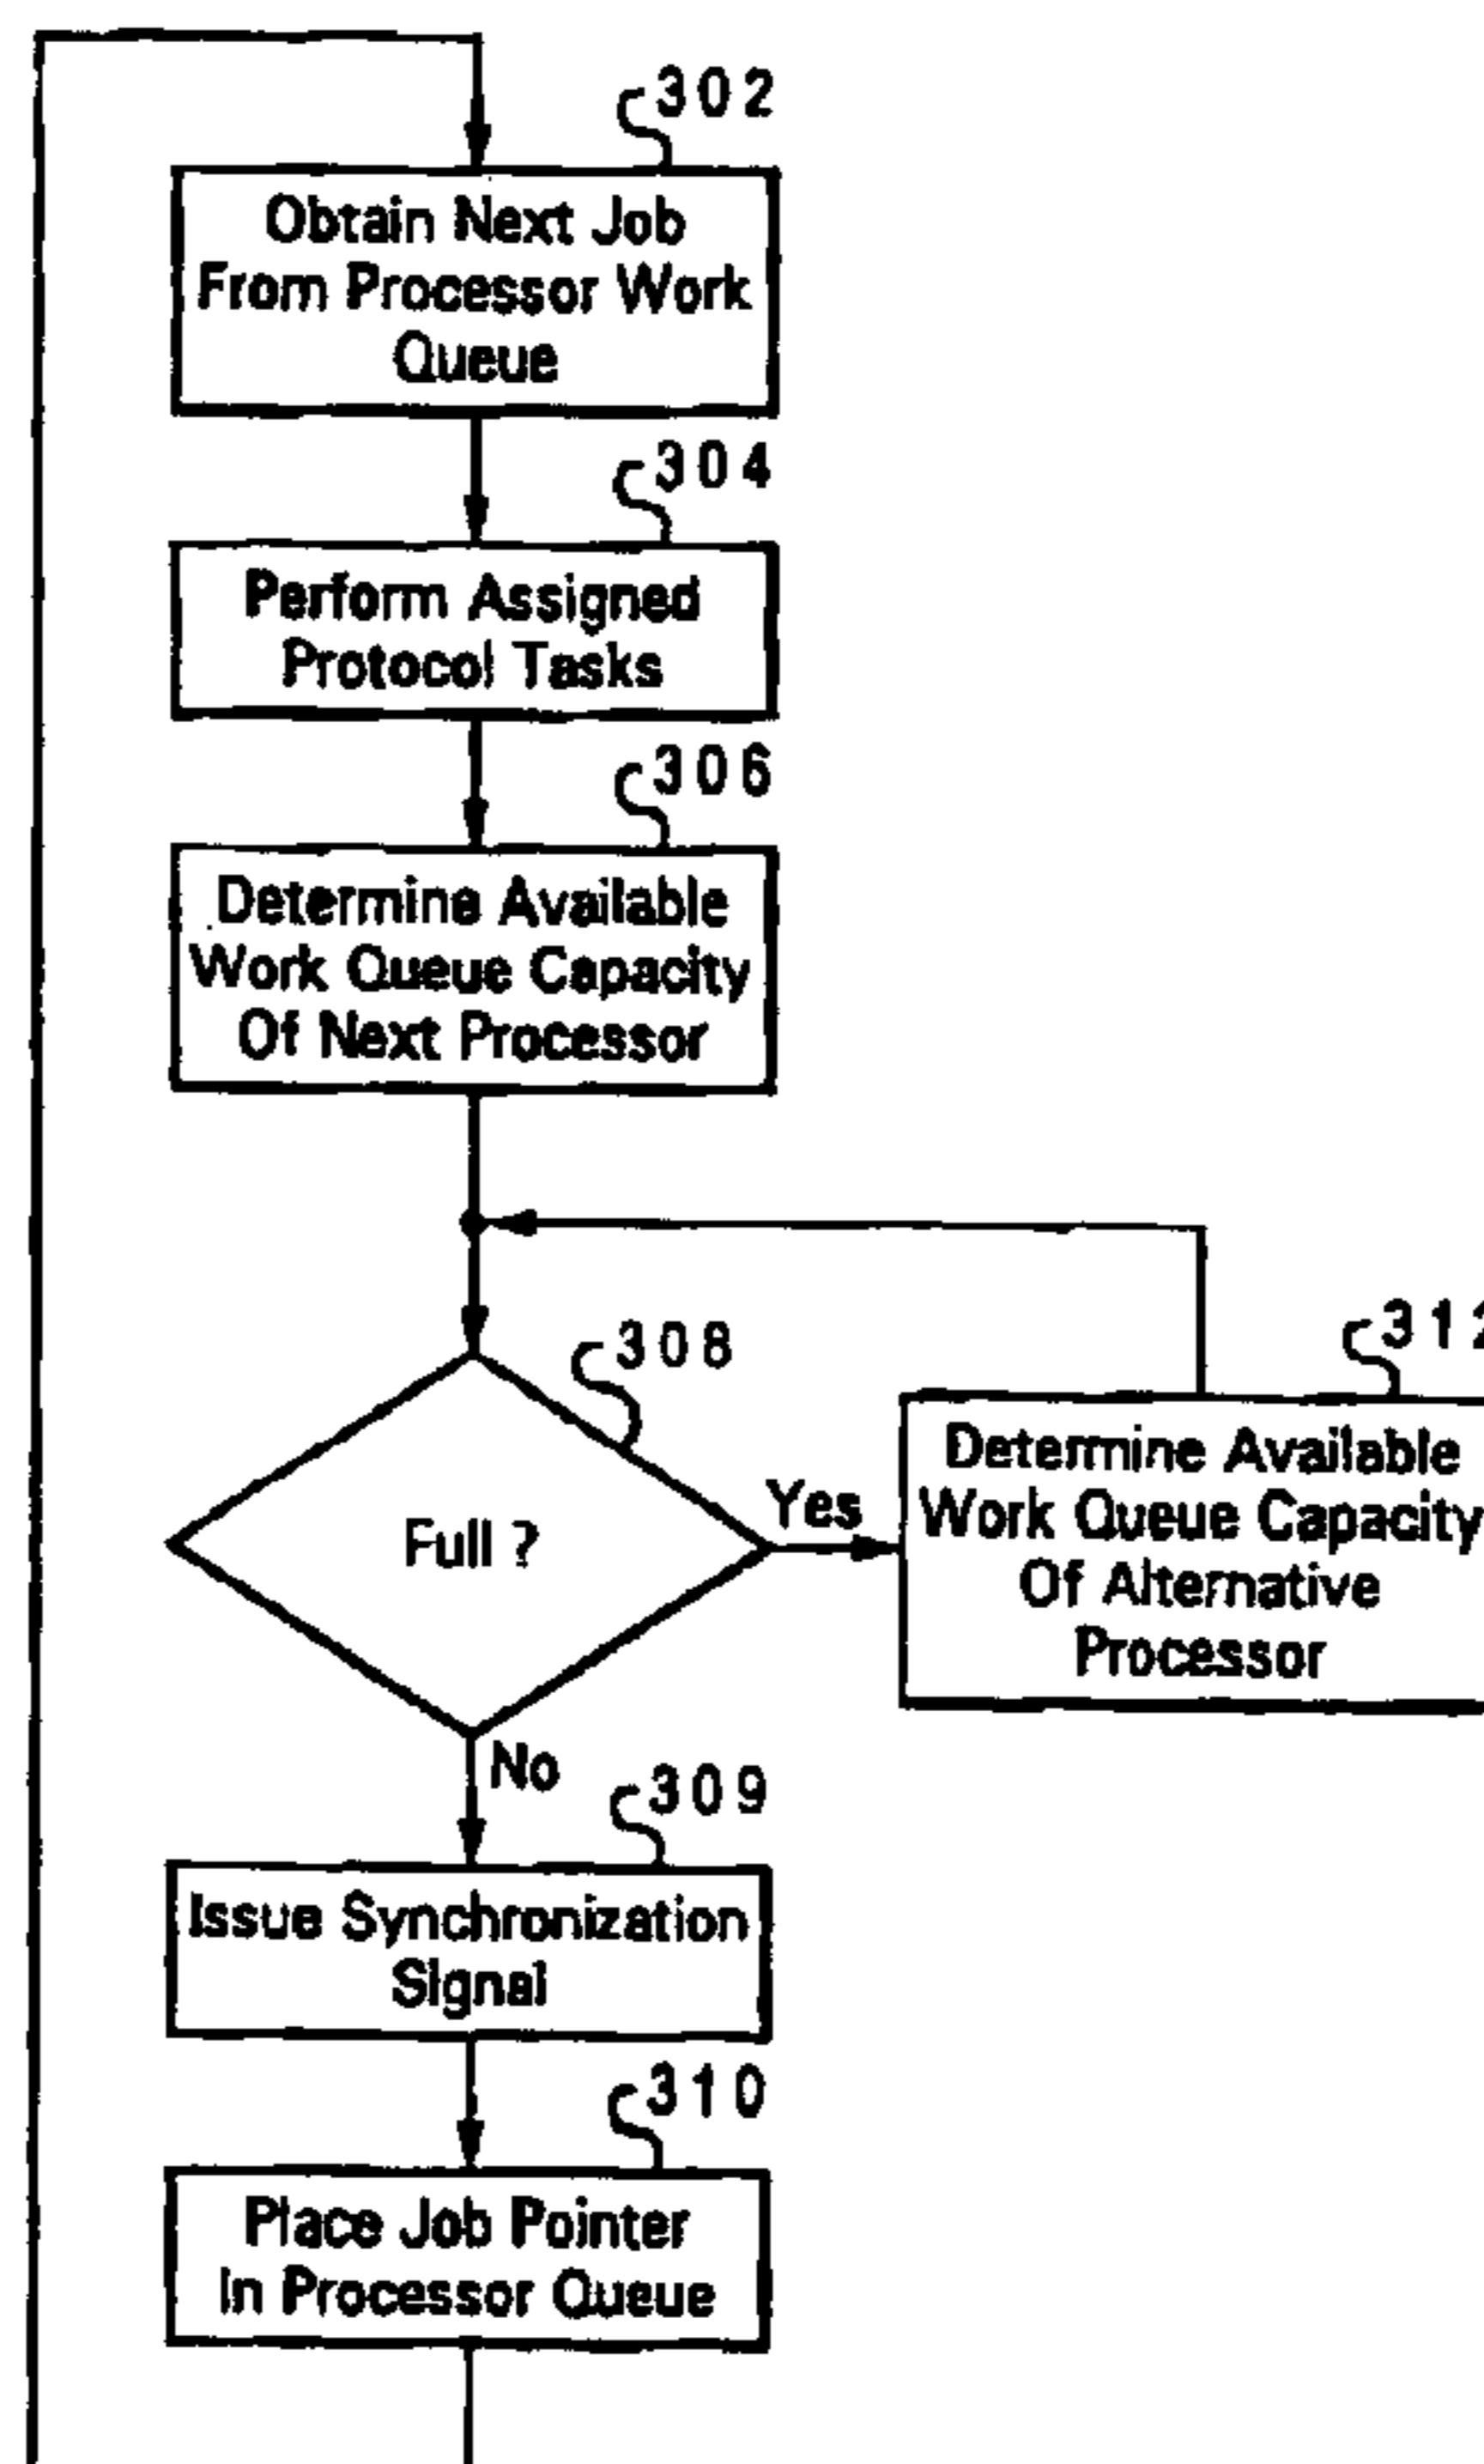 302
Obtain Next Job
From Processor Work
Queue
304
Perform Assigned
Protocol Tasks
306
Determine Available
Work Queue Capacity
Of Next Processor
308
Full ?
Yes
312
Determine Available
Work Queue Capacity
Of Alternative
Processor
No
309
Issue Synchronization
Signal
310
Place Job Pointer
In Processor Queue